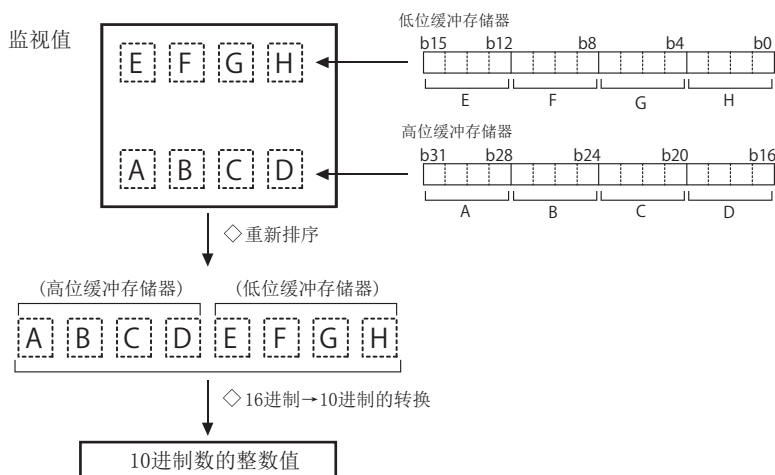 监视值
E F G H
A B C D
低位缓冲存储器
b15 b12 b8 b4 b0
E F G H
高位缓冲存储器
b31 b28 b24 b20 b16
A B C D
◇重新排序
(高位缓冲存储器) (低位缓冲存储器)
A B C D E F G H
◇16进制→10进制的转换
10进制数的整数值